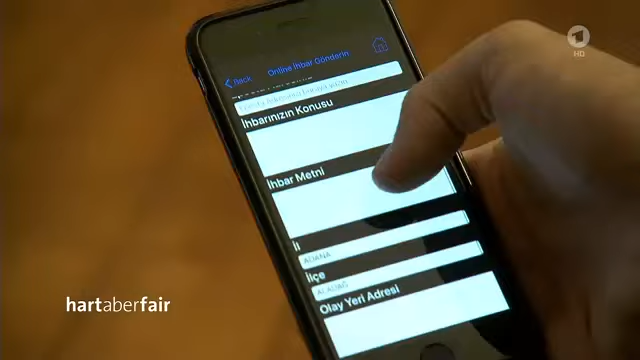 1
HD
Back
Online İhbar Gönderin
İhbarınızın Konusu
İhbar Metni
İl
ADANA
İlçe
ALADAĞ
Olay Yeri Adresi
hartaberfair